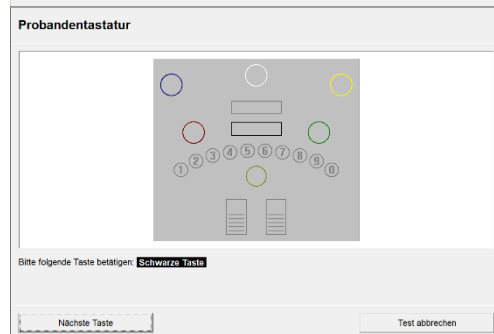 Probandentastatur
1 2 3 4 5 6 7 8 9 0
Bitte folgende Taste betätigen: Schwarze Taste
Nächste Taste
Test abbrechen